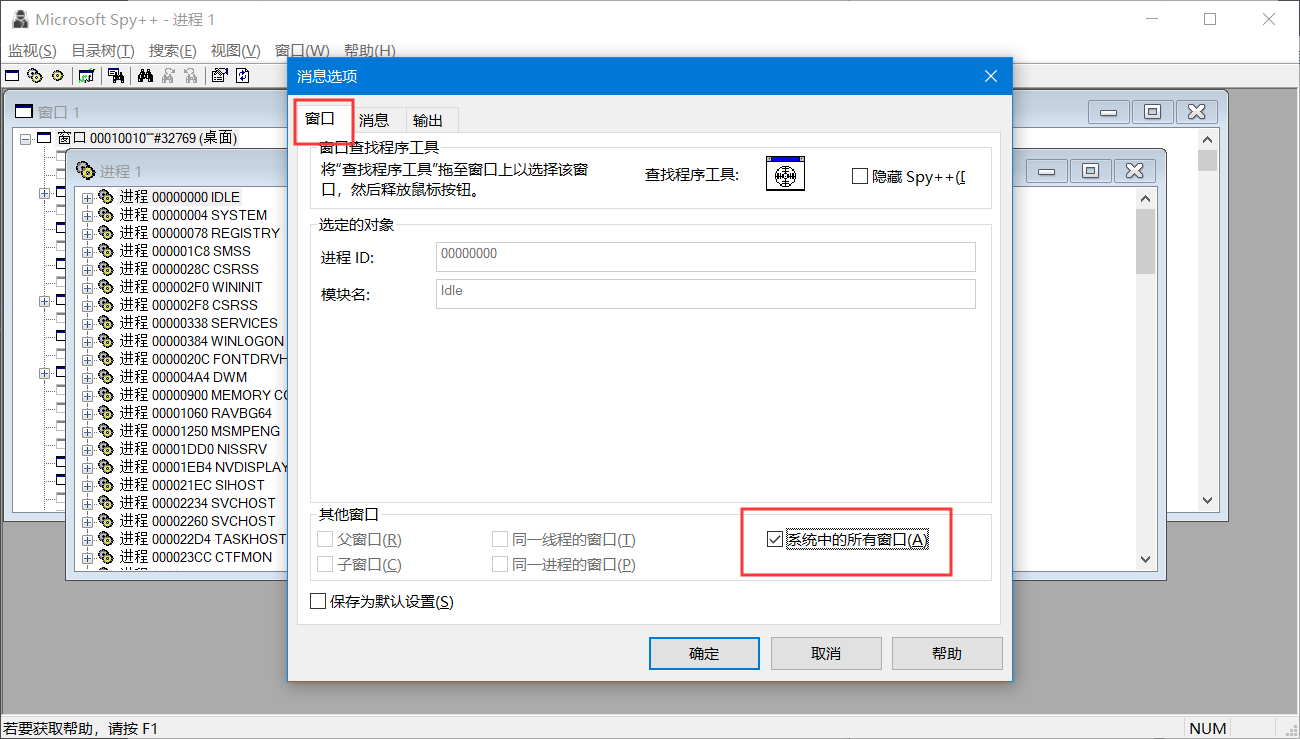 Microsoft Spy++ - 进程 1
监视(S) 目录树(T) 搜索(E) 视图(V) 窗口(W) 帮助(H)
窗口 1
窗口 00010010""#32769 (桌面)
进程 1
进程 00000000 IDLE
进程 00000004 SYSTEM
进程 00000078 REGISTRY
进程 000001C8 SMSS
进程 0000028C CSRSS
进程 000002F0 WININIT
进程 000002F8 CSRSS
进程 00000338 SERVICES
进程 00000384 WINLOGON
进程 0000020C FONTDRVH
进程 000004A4 DWM
进程 00000900 MEMORY CO
进程 00001060 RAVBG64
进程 00001250 MSMPENG
进程 00001DD0 NISSRV
进程 00001EB4 NVDISPLAY
进程 000021EC SIHOST
进程 00002234 SVCHOST
进程 00002260 SVCHOST
进程 000022D4 TASKHOST
进程 000023CC CTFMON
消息选项
窗口 消息 输出
窗口查找程序工具
将“查找程序工具”拖至窗口上以选择该窗
口，然后释放鼠标按钮。
查找程序工具:
隐藏 Spy++(
选定的对象
进程 ID: 00000000
模块名: Idle
其他窗口
父窗口(R) 同一线程的窗口(T) 系统中的所有窗口(A)
子窗口(C) 同一进程的窗口(P)
保存为默认设置(S)
确定 取消 帮助
若要获取帮助，请按 F1
NUM